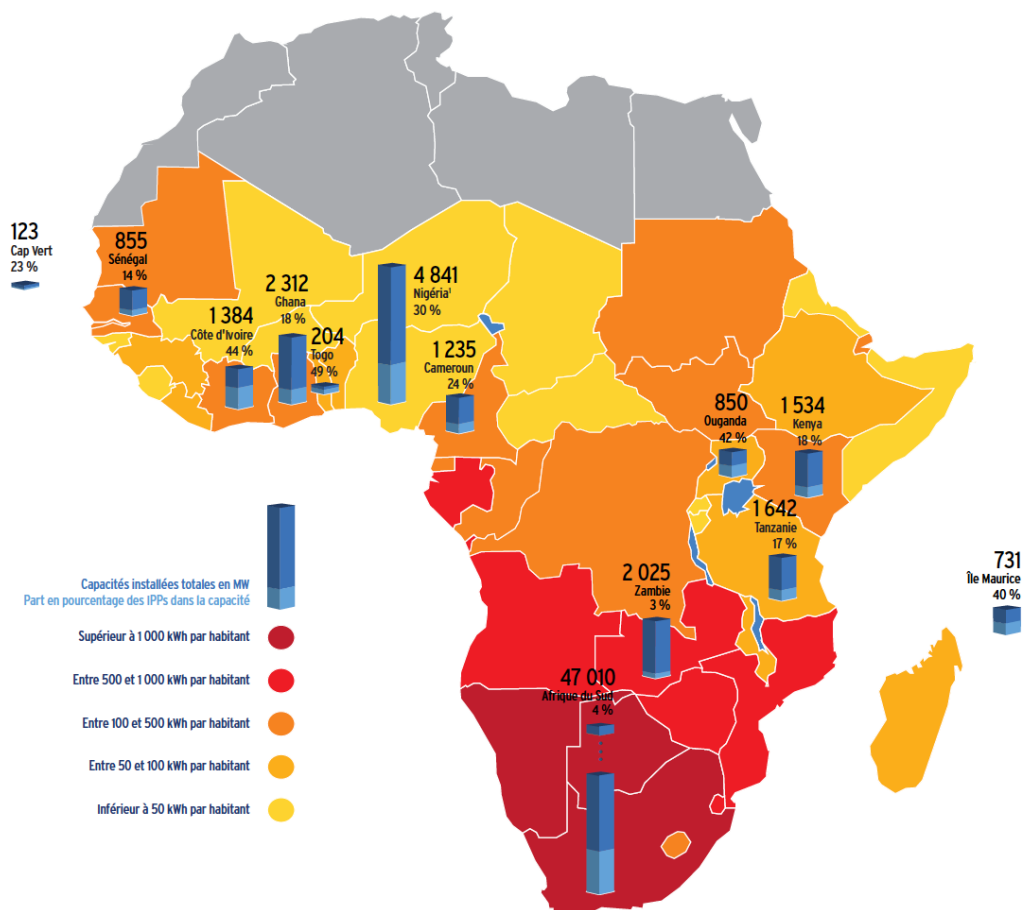 123
Cap Vert
23 %
855
Sénégal
14 %
1 384
Côte d'Ivoire
44 %
2 312
Ghana
18 %
204
Togo
49 %
4 841
Nigéria¹
30 %
1 235
Cameroun
24 %
850
Ouganda
42 %
1 534
Kenya
18 %
1 642
Tanzanie
17 %
731
Île Maurice
40 %
2 025
Zambie
3 %
47 010
Afrique du Sud
4 %
Capacités installées totales en MW
Part en pourcentage des IPPs dans la capacité
Supérieur à 1 000 kWh par habitant
Entre 500 et 1 000 kWh par habitant
Entre 100 et 500 kWh par habitant
Entre 50 et 100 kWh par habitant
Inférieur à 50 kWh par habitant